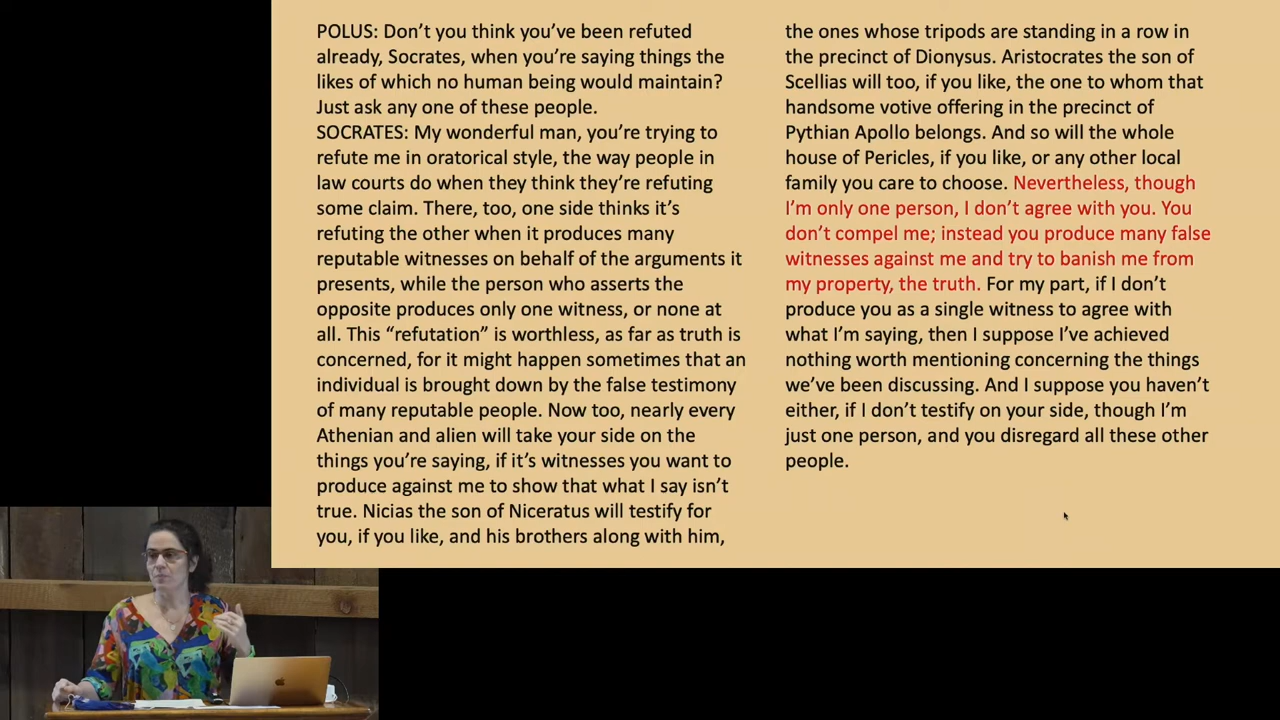 POLUS: Don't you think you've been refuted
already, Socrates, when you're saying things the
likes of which no human being would maintain?
Just ask any one of these people.
SOCRATES: My wonderful man, you're trying to
refute me in oratorical style, the way people in
law courts do when they think they're refuting
some claim. There, too, one side thinks it's
refuting the other when it produces many
reputable witnesses on behalf of the arguments it
presents, while the person who asserts the
opposite produces only one witness, or none at
all. This “refutation” is worthless, as far as truth is
concerned, for it might happen sometimes that an
individual is brought down by the false testimony
of many reputable people. Now too, nearly every
Athenian and alien will take your side on the
things you're saying, if it's witnesses you want to
produce against me to show that what I say isn't
true. Nicias the son of Niceratus will testify for
you, if you like, and his brothers along with him,
the ones whose tripods are standing in a row in
the precinct of Dionysus. Aristocrates the son of
Scellias will too, if you like, the one to whom that
handsome votive offering in the precinct of
Pythian Apollo belongs. And so will the whole
house of Pericles, if you like, or any other local
family you care to choose. Nevertheless, though
I'm only one person, I don't agree with you. You
don't compel me; instead you produce many false
witnesses against me and try to banish me from
my property, the truth. For my part, if I don't
produce you as a single witness to agree with
what I'm saying, then I suppose I've achieved
nothing worth mentioning concerning the things
we've been discussing. And I suppose you haven't
either, if I don't testify on your side, though I'm
just one person, and you disregard all these other
people.